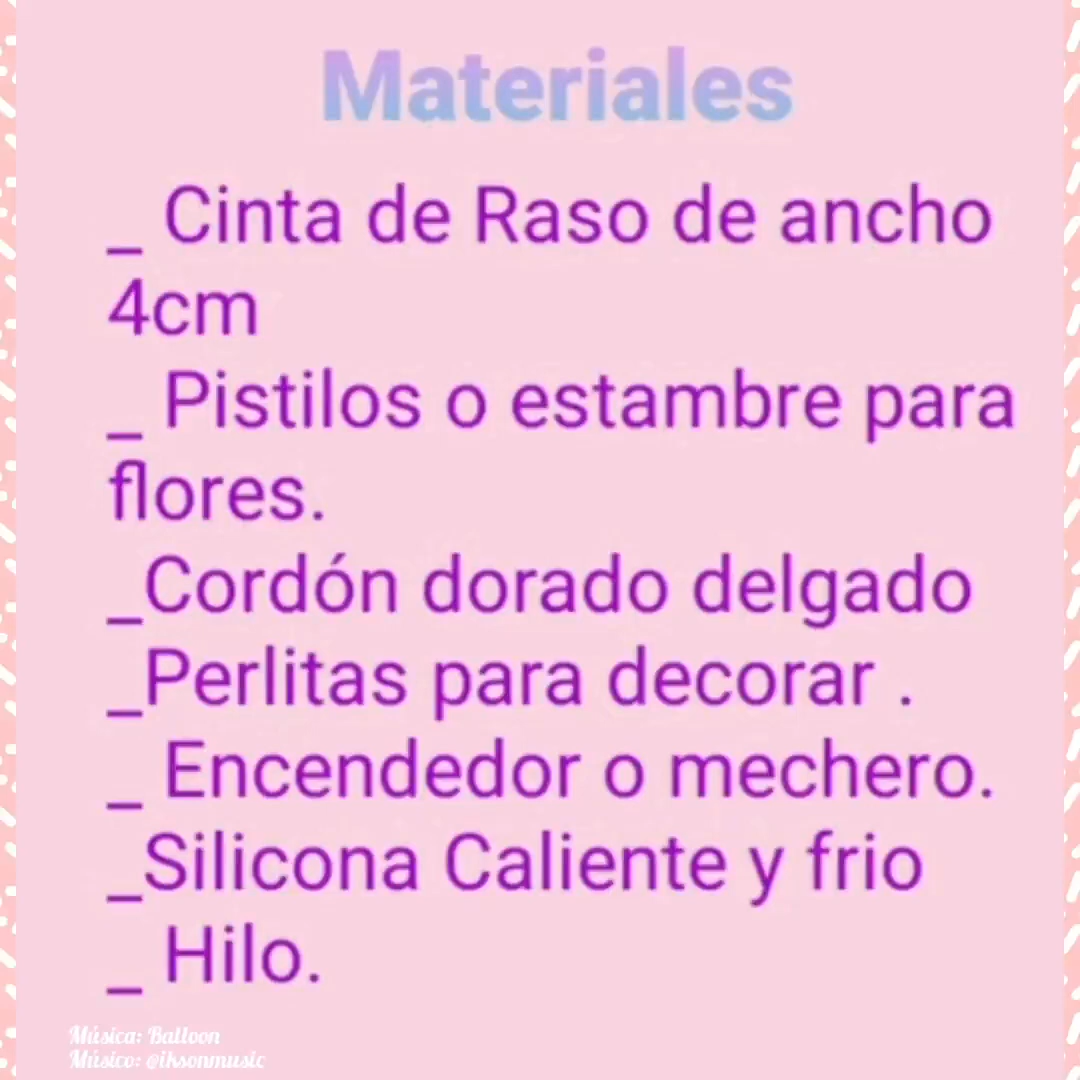 Materiales
_ Cinta de Raso de ancho
4cm
_ Pistilos o estambre para
flores.
_Cordón dorado delgado
_Perlitas para decorar .
_ Encendedor o mechero.
_Silicona Caliente y frio
_ Hilo.
Música: Balloon
Músico: @iksonmusic